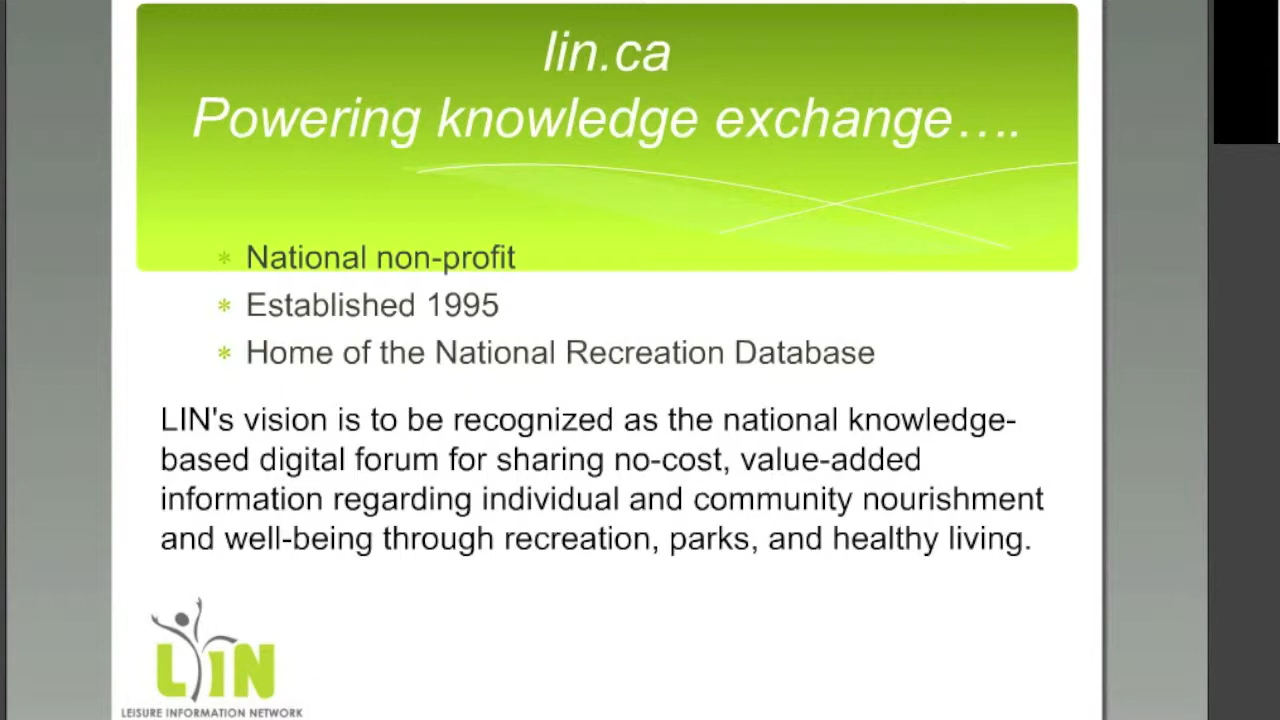 lin.ca
Powering knowledge exchange….
* National non-profit
* Established 1995
* Home of the National Recreation Database
LIN's vision is to be recognized as the national knowledge-
based digital forum for sharing no-cost, value-added
information regarding individual and community nourishment
and well-being through recreation, parks, and healthy living.
LIN
LEISURE INFORMATION NETWORK